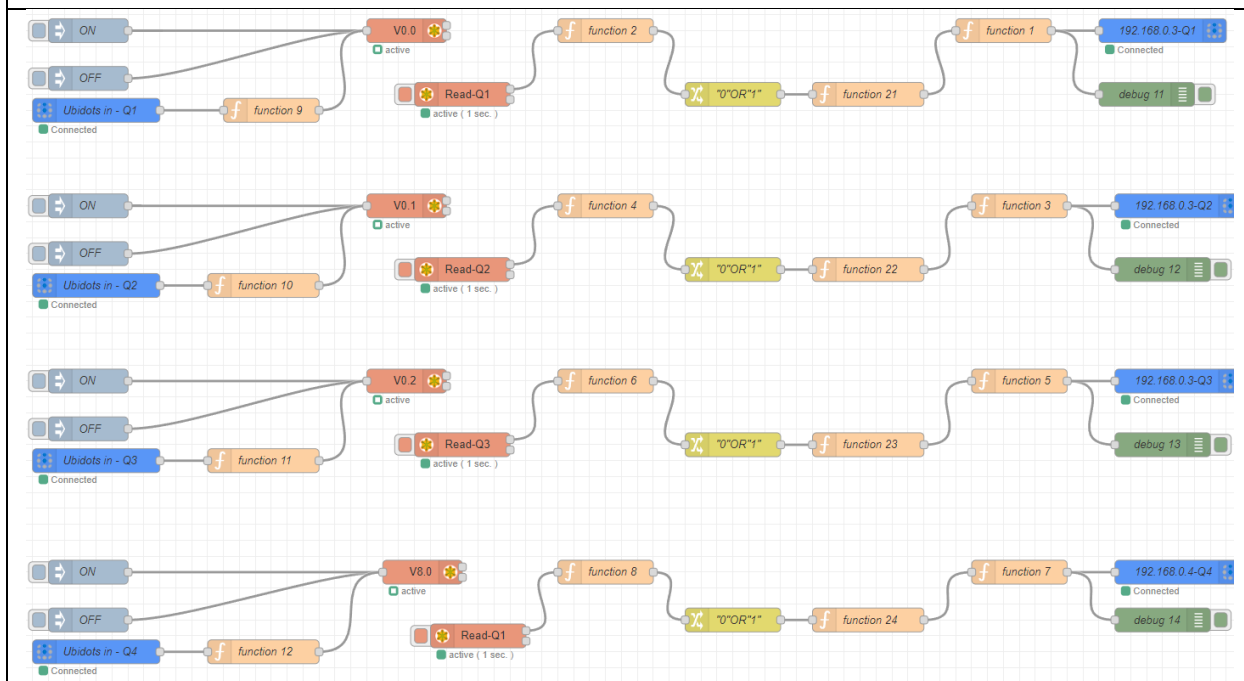 ON
V0.0
active
function 2
function 1
192.168.0.3-Q1
Connected
OFF
Read-Q1
active ( 1 sec. )
"0"OR"1"
function 21
debug 11
Ubidots in - Q1
Connected
function 9
ON
V0.1
active
function 4
function 3
192.168.0.3-Q2
Connected
OFF
Read-Q2
active ( 1 sec. )
"0"OR"1"
function 22
debug 12
Ubidots in - Q2
Connected
function 10
ON
V0.2
active
function 6
function 5
192.168.0.3-Q3
Connected
OFF
Read-Q3
active ( 1 sec. )
"0"OR"1"
function 23
debug 13
Ubidots in - Q3
Connected
function 11
ON
V8.0
active
function 8
function 7
192.168.0.4-Q4
Connected
OFF
Read-Q1
active ( 1 sec. )
"0"OR"1"
function 24
debug 14
Ubidots in - Q4
Connected
function 12